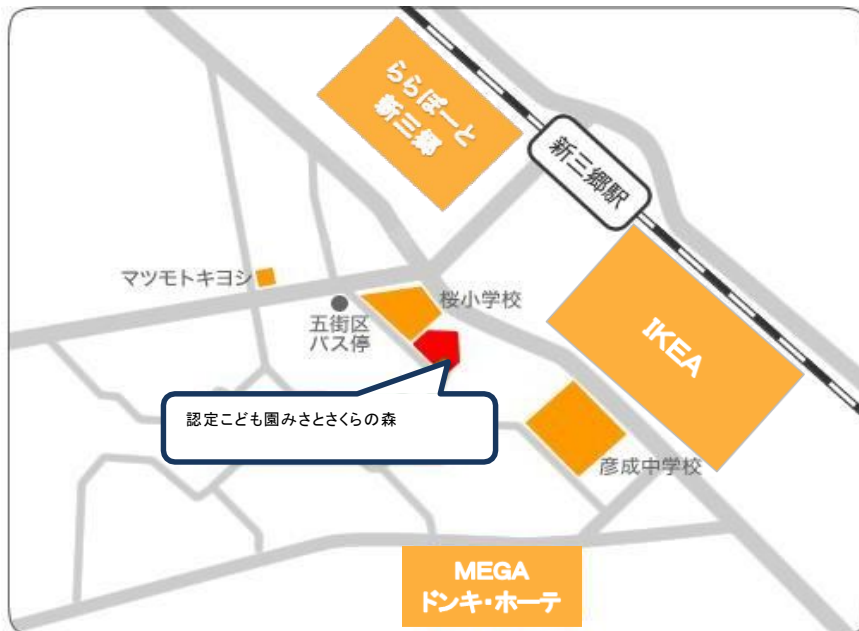 ららぽーと
新三郷
新三郷駅
マツモトキヨシ
桜小学校
五街区
バス停
IKEA
認定こども園みさとさくらの森
彦成中学校
MEGA
ドンキ・ホーテ